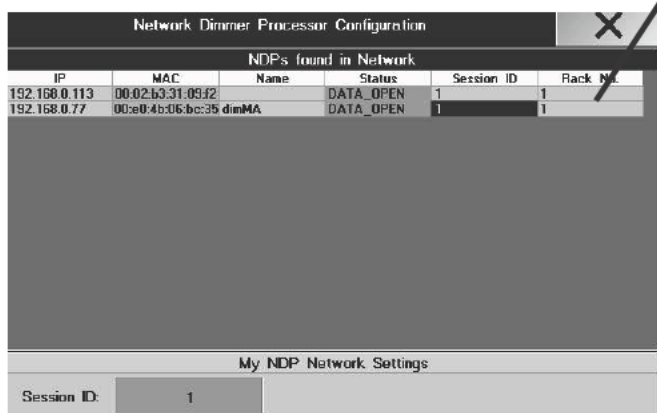 Network Dimmer Processor Configuration
NDPs found in Network
IP MAC Name Status Session ID Rack
192.168.0.113 00:02:b3:31:09:f2 DATA_OPEN 1 1
192.168.0.77 00:e0:4b:06:bc:35 dimMA DATA_OPEN 1 1
My NDP Network Settings
Session ID: 1